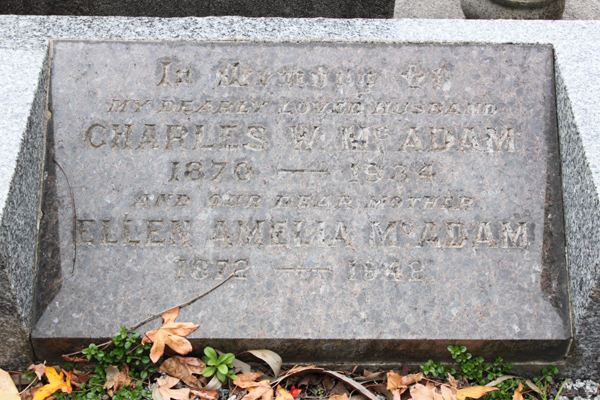 In Memory Of
MY DEARLY LOVED HUSBAND
CHARLES W. McADAM
1870 — 1934
AND OUR DEAR MOTHER
ELLEN AMELIA McADAM
1872 — 1942